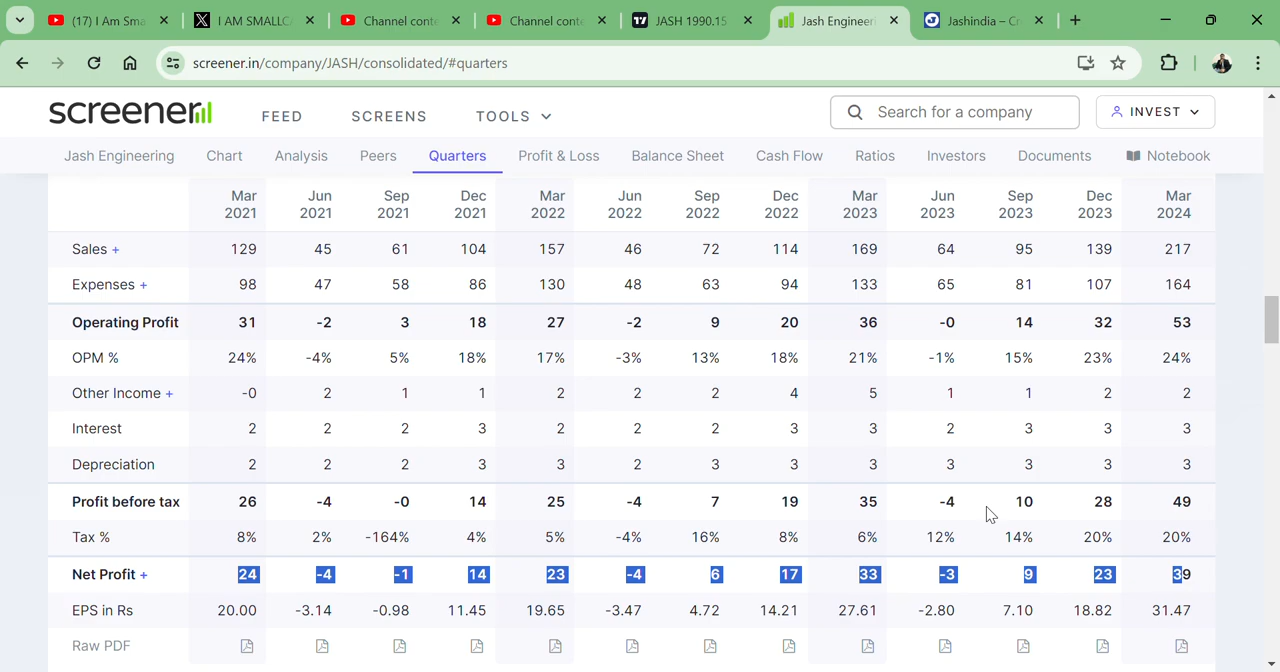 (17) I Am Sma
I AM SMALLC
Channel conte
Channel conte
JASH 1990.15
Jash Engineeri
Jashindia – Cr
screener.in/company/JASH/consolidated/#quarters
screener
FEED
SCREENS
TOOLS
Search for a company
INVEST
Jash Engineering Chart Analysis Peers Quarters Profit & Loss Balance Sheet Cash Flow Ratios Investors Documents Notebook
Mar 2021 Jun 2021 Sep 2021 Dec 2021 Mar 2022 Jun 2022 Sep 2022 Dec 2022 Mar 2023 Jun 2023 Sep 2023 Dec 2023 Mar 2024
Sales + 129 45 61 104 157 46 72 114 169 64 95 139 217
Expenses + 98 47 58 86 130 48 63 94 133 65 81 107 164
Operating Profit 31 -2 3 18 27 -2 9 20 36 -0 14 32 53
OPM % 24% -4% 5% 18% 17% -3% 13% 18% 21% -1% 15% 23% 24%
Other Income + -0 2 1 1 2 2 2 4 5 1 1 2 2
Interest 2 2 2 3 2 2 2 3 3 2 3 3 3
Depreciation 2 2 2 3 3 2 3 3 3 3 3 3 3
Profit before tax 26 -4 -0 14 25 -4 7 19 35 -4 10 28 49
Tax % 8% 2% -164% 4% 5% -4% 16% 8% 6% 12% 14% 20% 20%
Net Profit + 24 -4 -1 14 23 -4 6 17 33 -3 9 23 39
EPS in Rs 20.00 -3.14 -0.98 11.45 19.65 -3.47 4.72 14.21 27.61 -2.80 7.10 18.82 31.47
Raw PDF